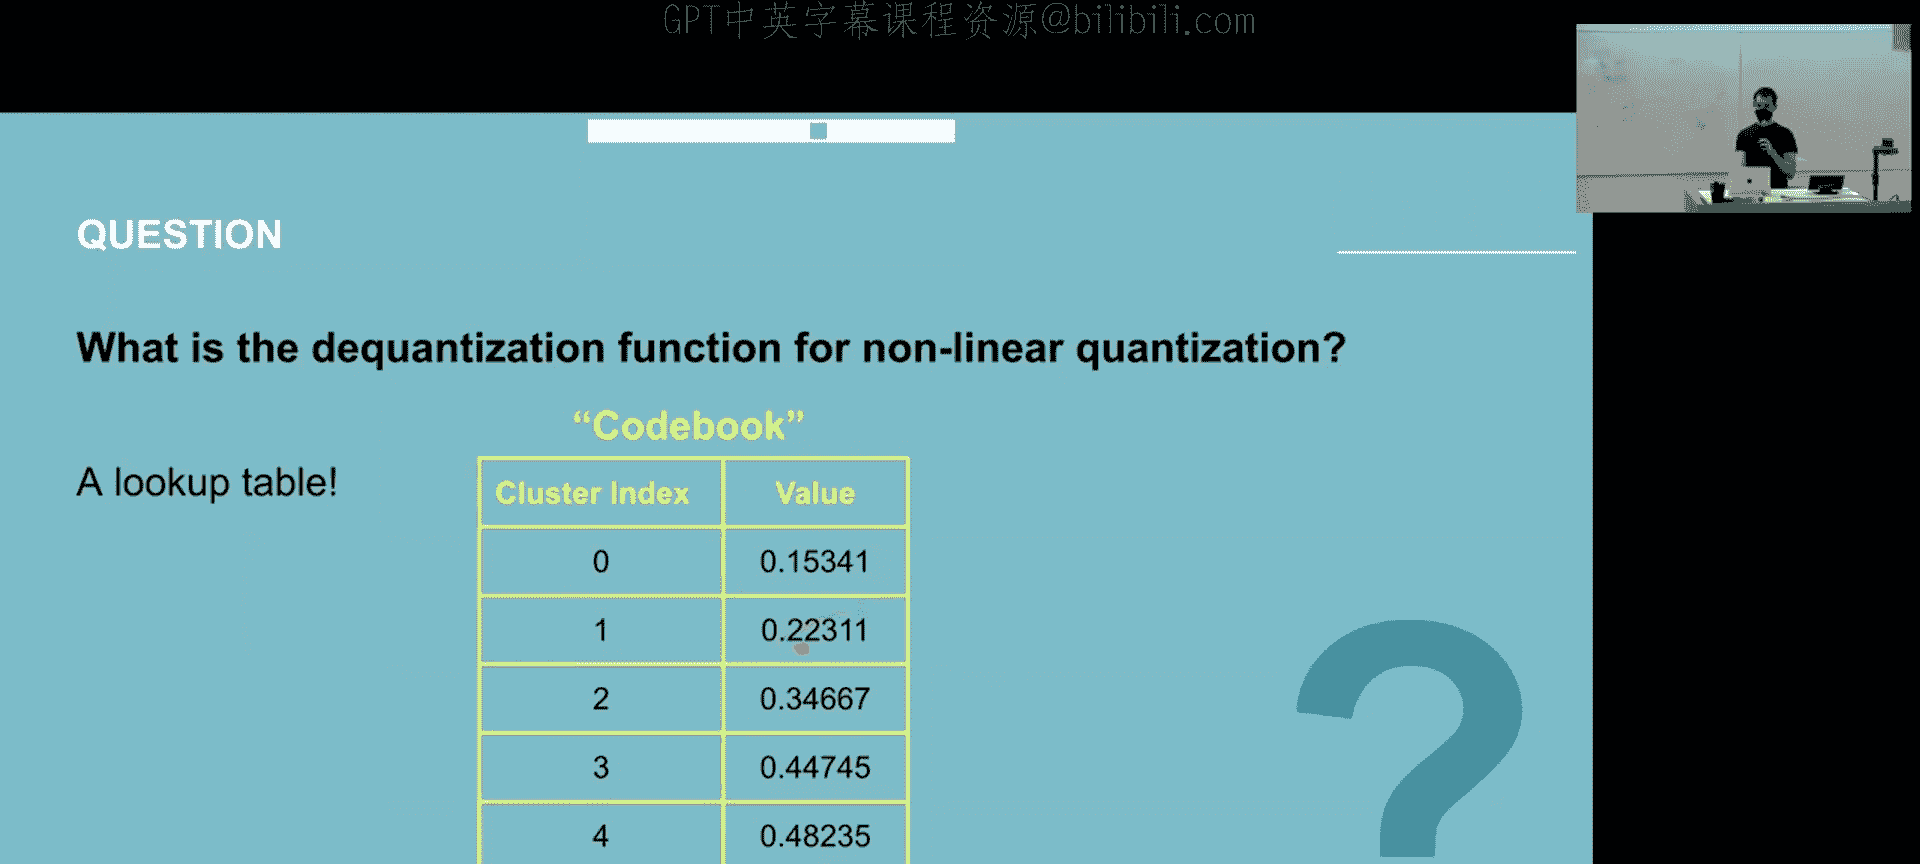 GPT中英字幕课程资源@bilibili.com
QUESTION
What is the dequantization function for non-linear quantization?
“Codebook”
A lookup table!
Cluster Index Value
0 0.15341
1 0.22311
2 0.34667
3 0.44745
4 0.48235
?